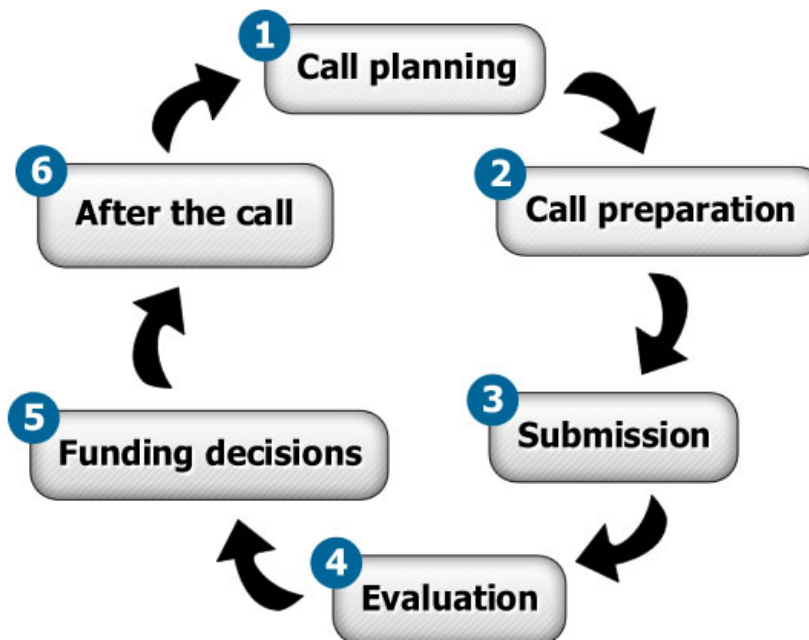 1
Call planning
2
Call preparation
3
Submission
4
Evaluation
5
Funding decisions
6
After the call